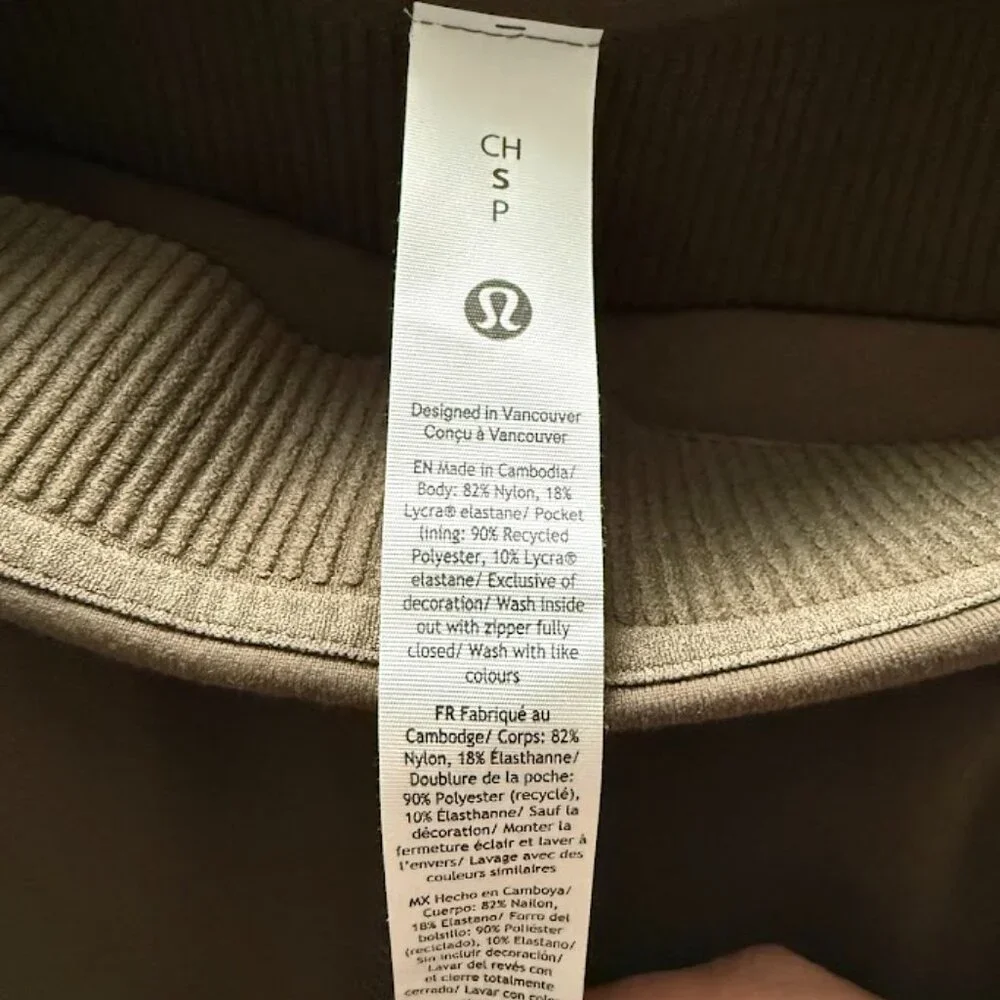 CH
S
P
Designed in Vancouver
Conçu à Vancouver
EN Made in Cambodia/
Body: 82% Nylon, 18%
Lycra® elastane/ Pocket
lining: 90% Recycled
Polyester, 10% Lycra®
elastane/ Exclusive of
decoration/ Wash inside
out with zipper fully
closed/ Wash with like
colours
FR Fabriqué au
Cambodge/ Corps: 82%
Nylon, 18% Élasthanne/
Doublure de la poche:
90% Polyester (recyclé),
10% Élasthanne/ Sauf la
décoration/ Monter la
fermeture éclair et laver à
l'envers/ Lavage avec des
couleurs similaires
MX Hecho en Camboya/
Cuerpo: 82% Nailon,
18% Elastano/ Forro del
bolsillo: 90% Poliéster
(reciclado), 10% Elastano/
Sin incluir decoración/
Lavar del revés con
el cierre totalmente
cerrado/ Lavar con